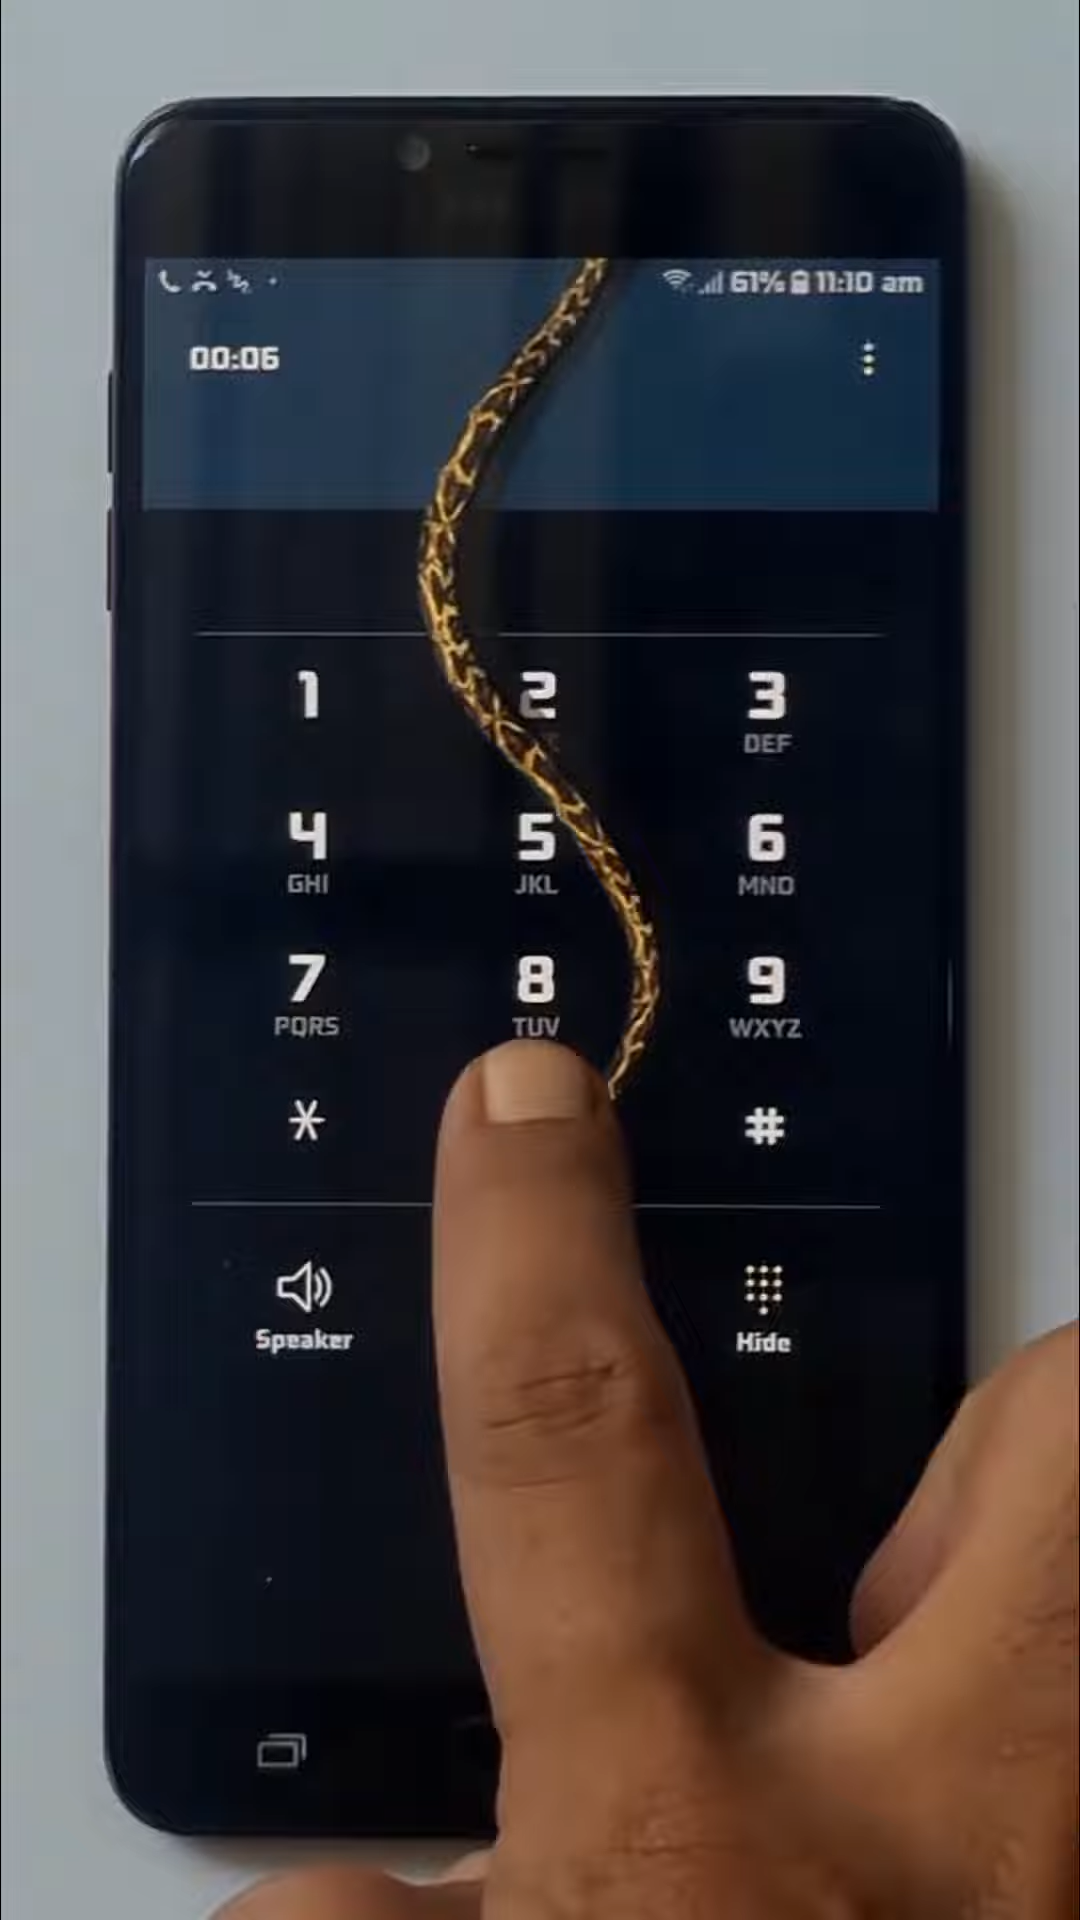 61% 11:10 am
00:06
1 2 3
DEF
4 5 6
GHI JKL MNO
7 8 9
PQRS TUV WXYZ
* #
Speaker Hide